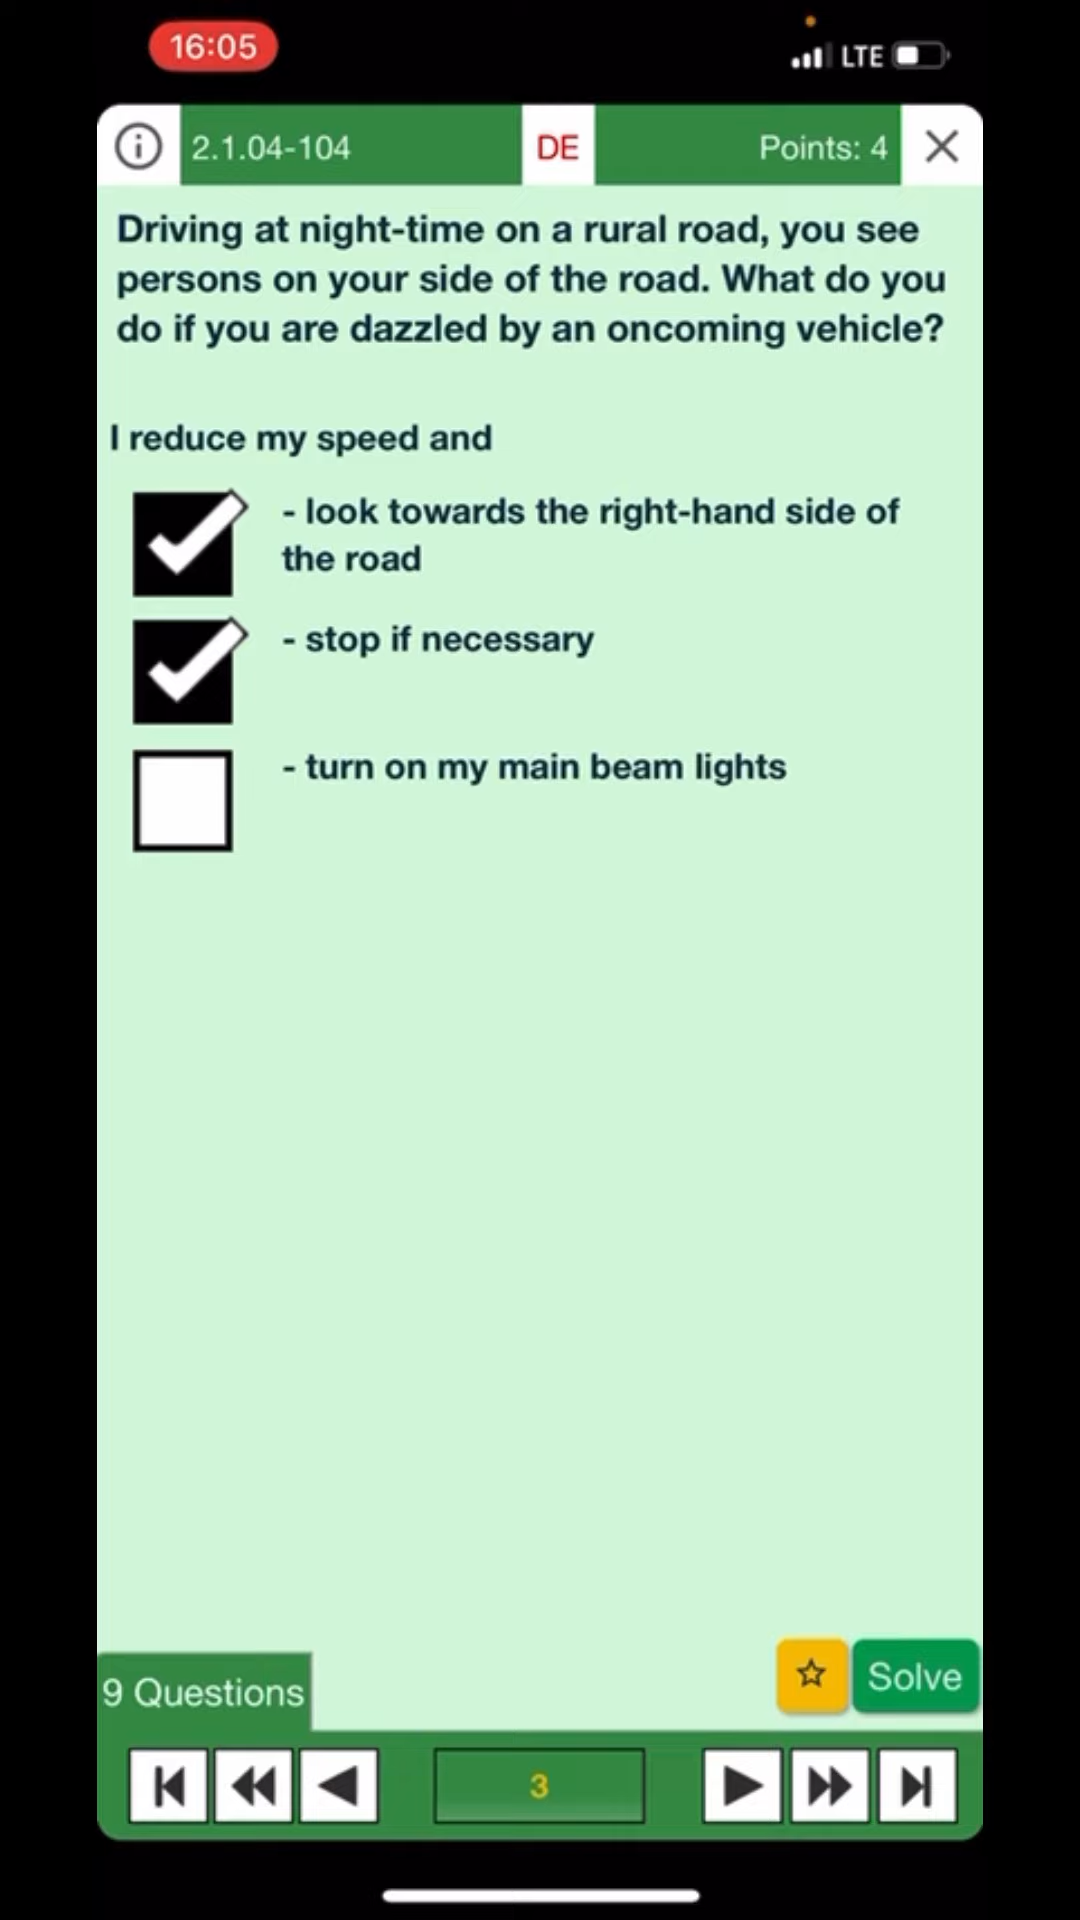 16:05
LTE
2.1.04-104
DE
Points: 4
Driving at night-time on a rural road, you see
persons on your side of the road. What do you
do if you are dazzled by an oncoming vehicle?
I reduce my speed and
- look towards the right-hand side of
the road
- stop if necessary
- turn on my main beam lights
9 Questions
Solve
3